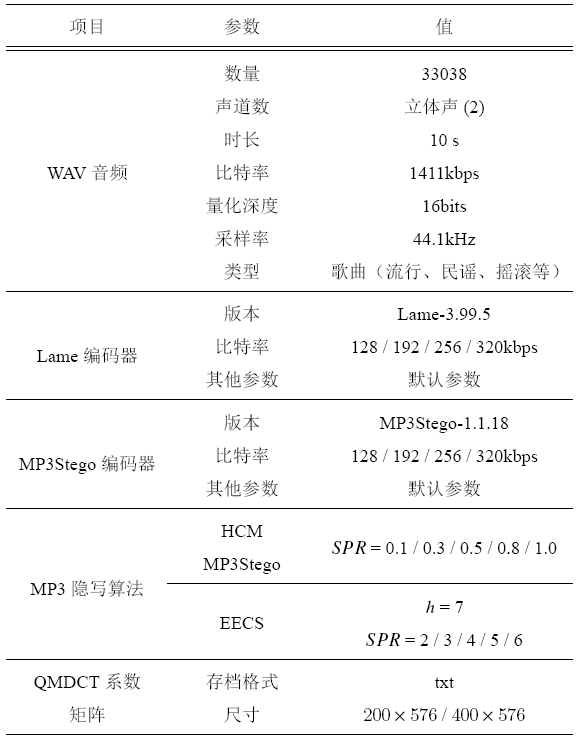 项目 参数 值
数量 33038
声道数 立体声 (2)
时长 10 s
WAV 音频 比特率 1411kbps
量化深度 16bits
采样率 44.1kHz
类型 歌曲（流行、民谣、摇滚等）
版本 Lame-3.99.5
Lame 编码器 比特率 128 / 192 / 256 / 320kbps
其他参数 默认参数
版本 MP3Stego-1.1.18
MP3Stego 编码器 比特率 128 / 192 / 256 / 320kbps
其他参数 默认参数
HCM
MP3Stego SPR = 0.1 / 0.3 / 0.5 / 0.8 / 1.0
MP3 隐写算法
EECS h = 7
SPR = 2 / 3 / 4 / 5 / 6
QMDCT 系数 存档格式 txt
矩阵 尺寸 200 × 576 / 400 × 576